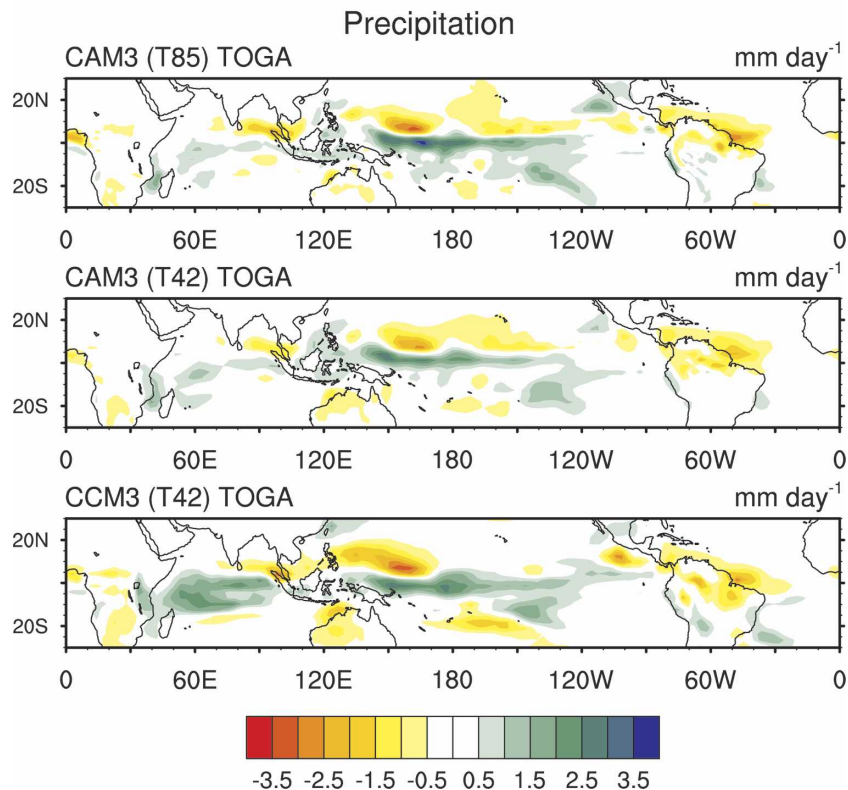 Precipitation
CAM3 (T85) TOGA mm day-1
20N
20S
0 60E 120E 180 120W 60W 0
CAM3 (T42) TOGA mm day-1
20N
20S
0 60E 120E 180 120W 60W 0
CCM3 (T42) TOGA mm day-1
20N
20S
0 60E 120E 180 120W 60W 0
-3.5 -2.5 -1.5 -0.5 0.5 1.5 2.5 3.5